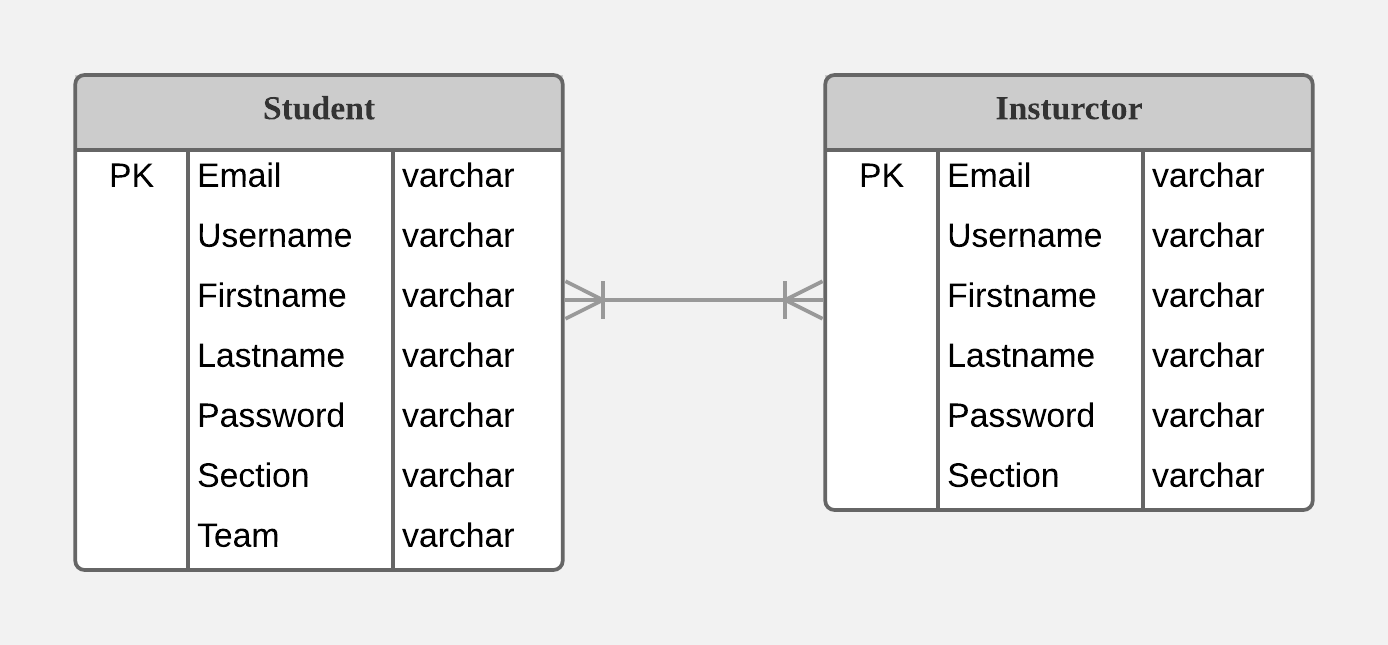 Student
PK Email varchar
Username varchar
Firstname varchar
Lastname varchar
Password varchar
Section varchar
Team varchar
Insturctor
PK Email varchar
Username varchar
Firstname varchar
Lastname varchar
Password varchar
Section varchar